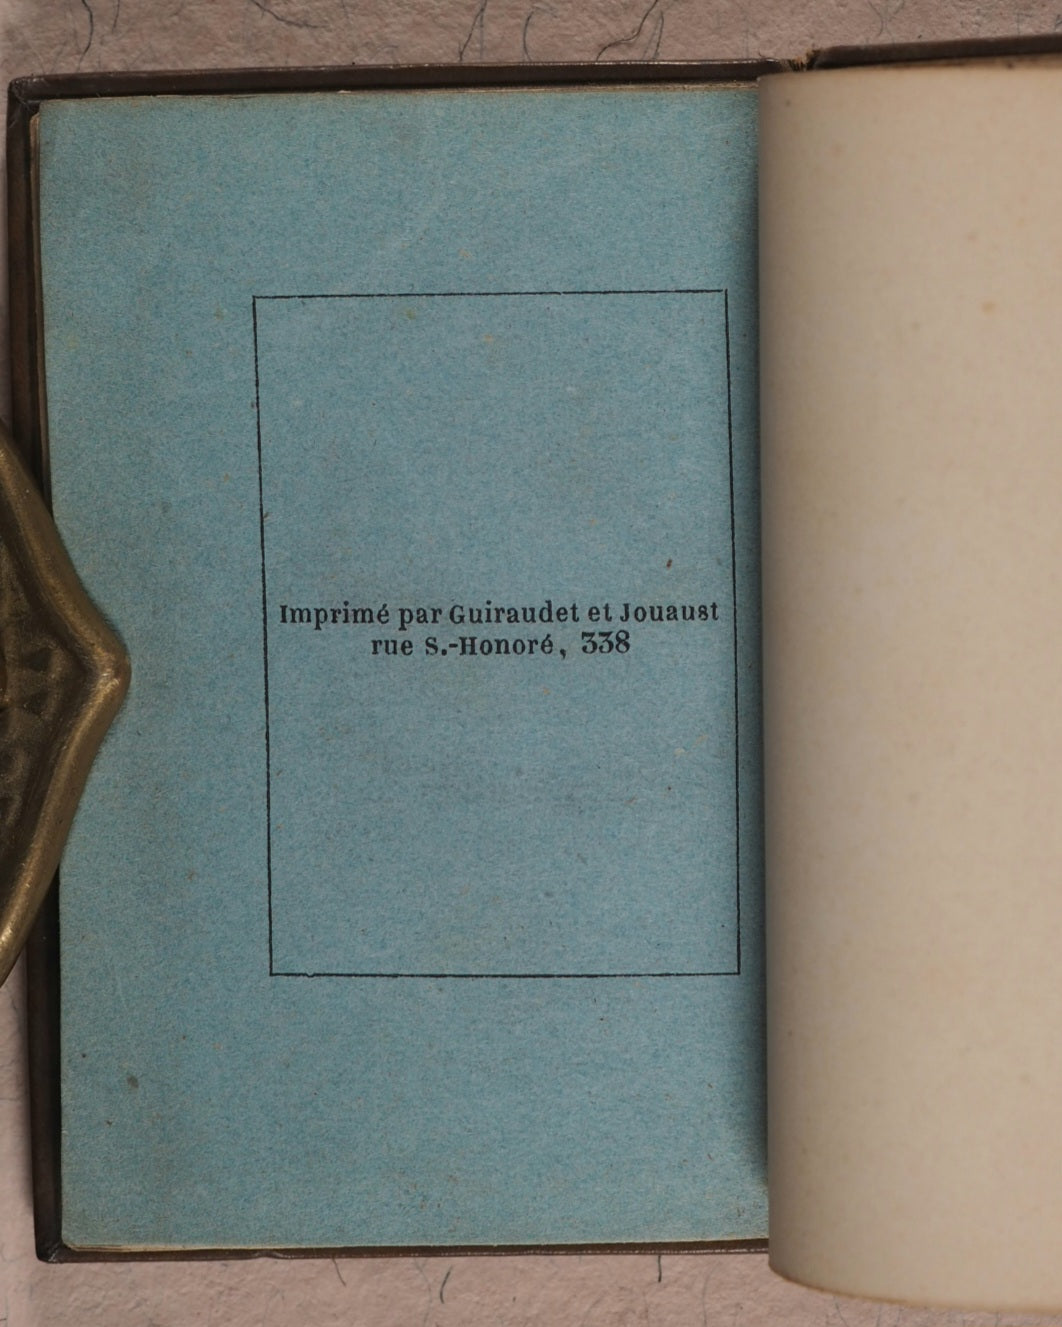 Imprimé par Guiraudet et Jouaust
rue S.-Honoré, 338